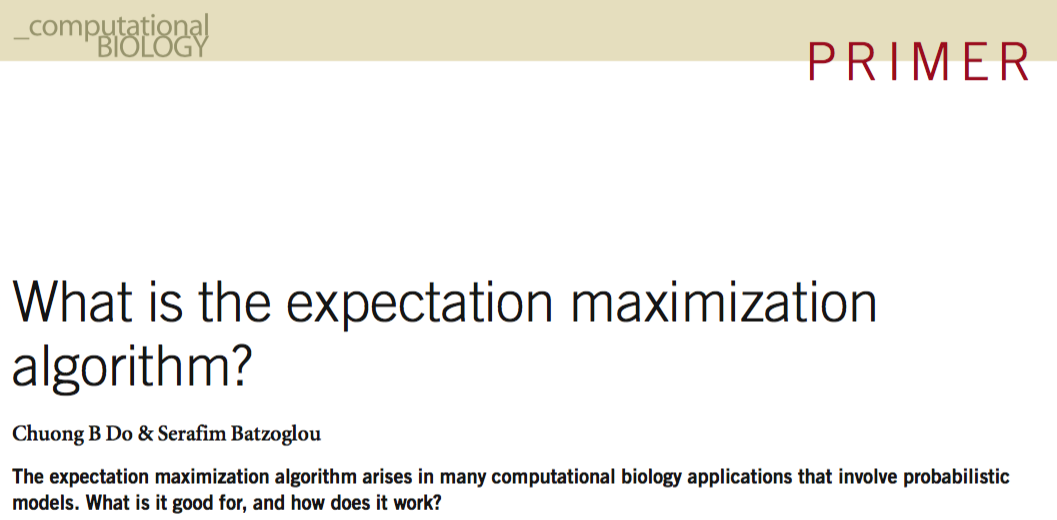 _computational
BIOLOGY
PRIMER
What is the expectation maximization
algorithm?
Chuong B Do & Serafim Batzoglou
The expectation maximization algorithm arises in many computational biology applications that involve probabilistic
models. What is it good for, and how does it work?